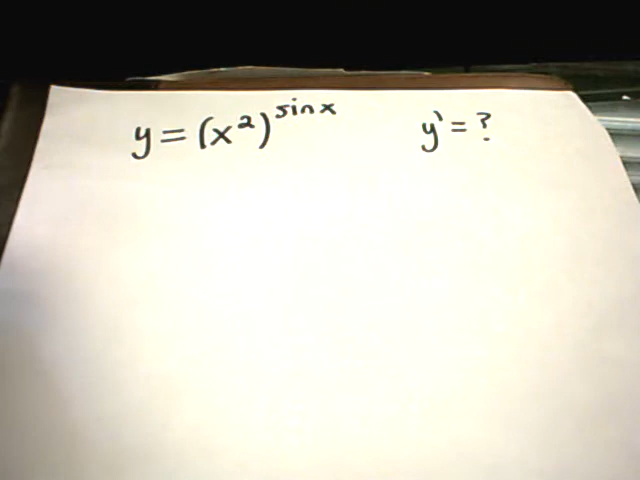 y = (x²)^sin x    y' = ?